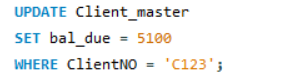 UPDATE Client_master
SET bal_due = 5100
WHERE ClientNO = 'C123';